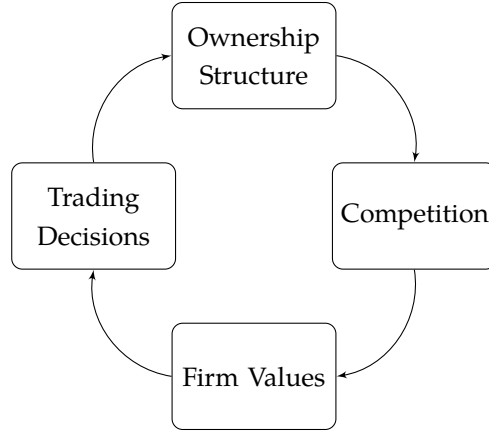 Ownership
Structure
Competition
Firm Values
Trading
Decisions